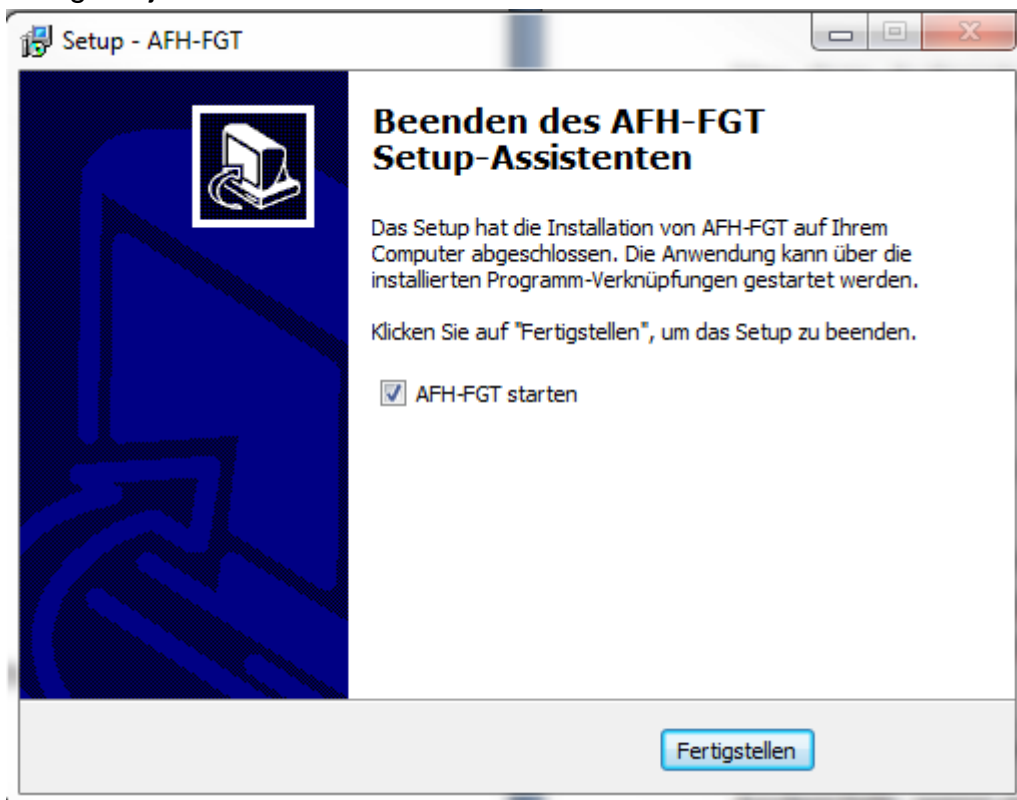 Setup - AFH-FGT
Beenden des AFH-FGT
Setup-Assistenten
Das Setup hat die Installation von AFH-FGT auf Ihrem
Computer abgeschlossen. Die Anwendung kann über die
installierten Programm-Verknüpfungen gestartet werden.
Klicken Sie auf "Fertigstellen", um das Setup zu beenden.
AFH-FGT starten
Fertigstellen